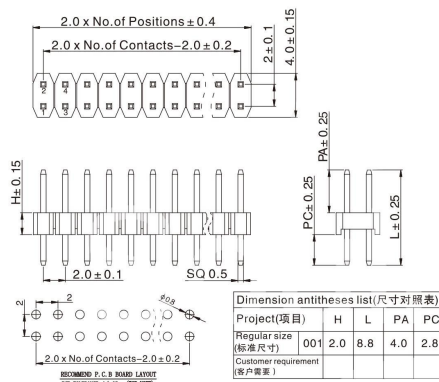 2.0 x No.of Positions ± 0.4
2.0 x No.of Contacts-2.0 ± 0.2
2 ± 0.1
4.0 ± 0.15
2 4
1 3
H± 0.15
2.0 ± 0.1
SQ 0.5
PA± 0.25
PC± 0.25
L± 0.25
2
2
Φ0.8
2.0 x No.of Contacts-2.0 ± 0.2
RECOMMEND P.C.B BOARD LAYOUT
Dimension antitheses list(尺寸对照表)
Project(项目) H L PA PC
Regular size (标准尺寸) 001 2.0 8.8 4.0 2.8
Customer requirement
(客户需要)